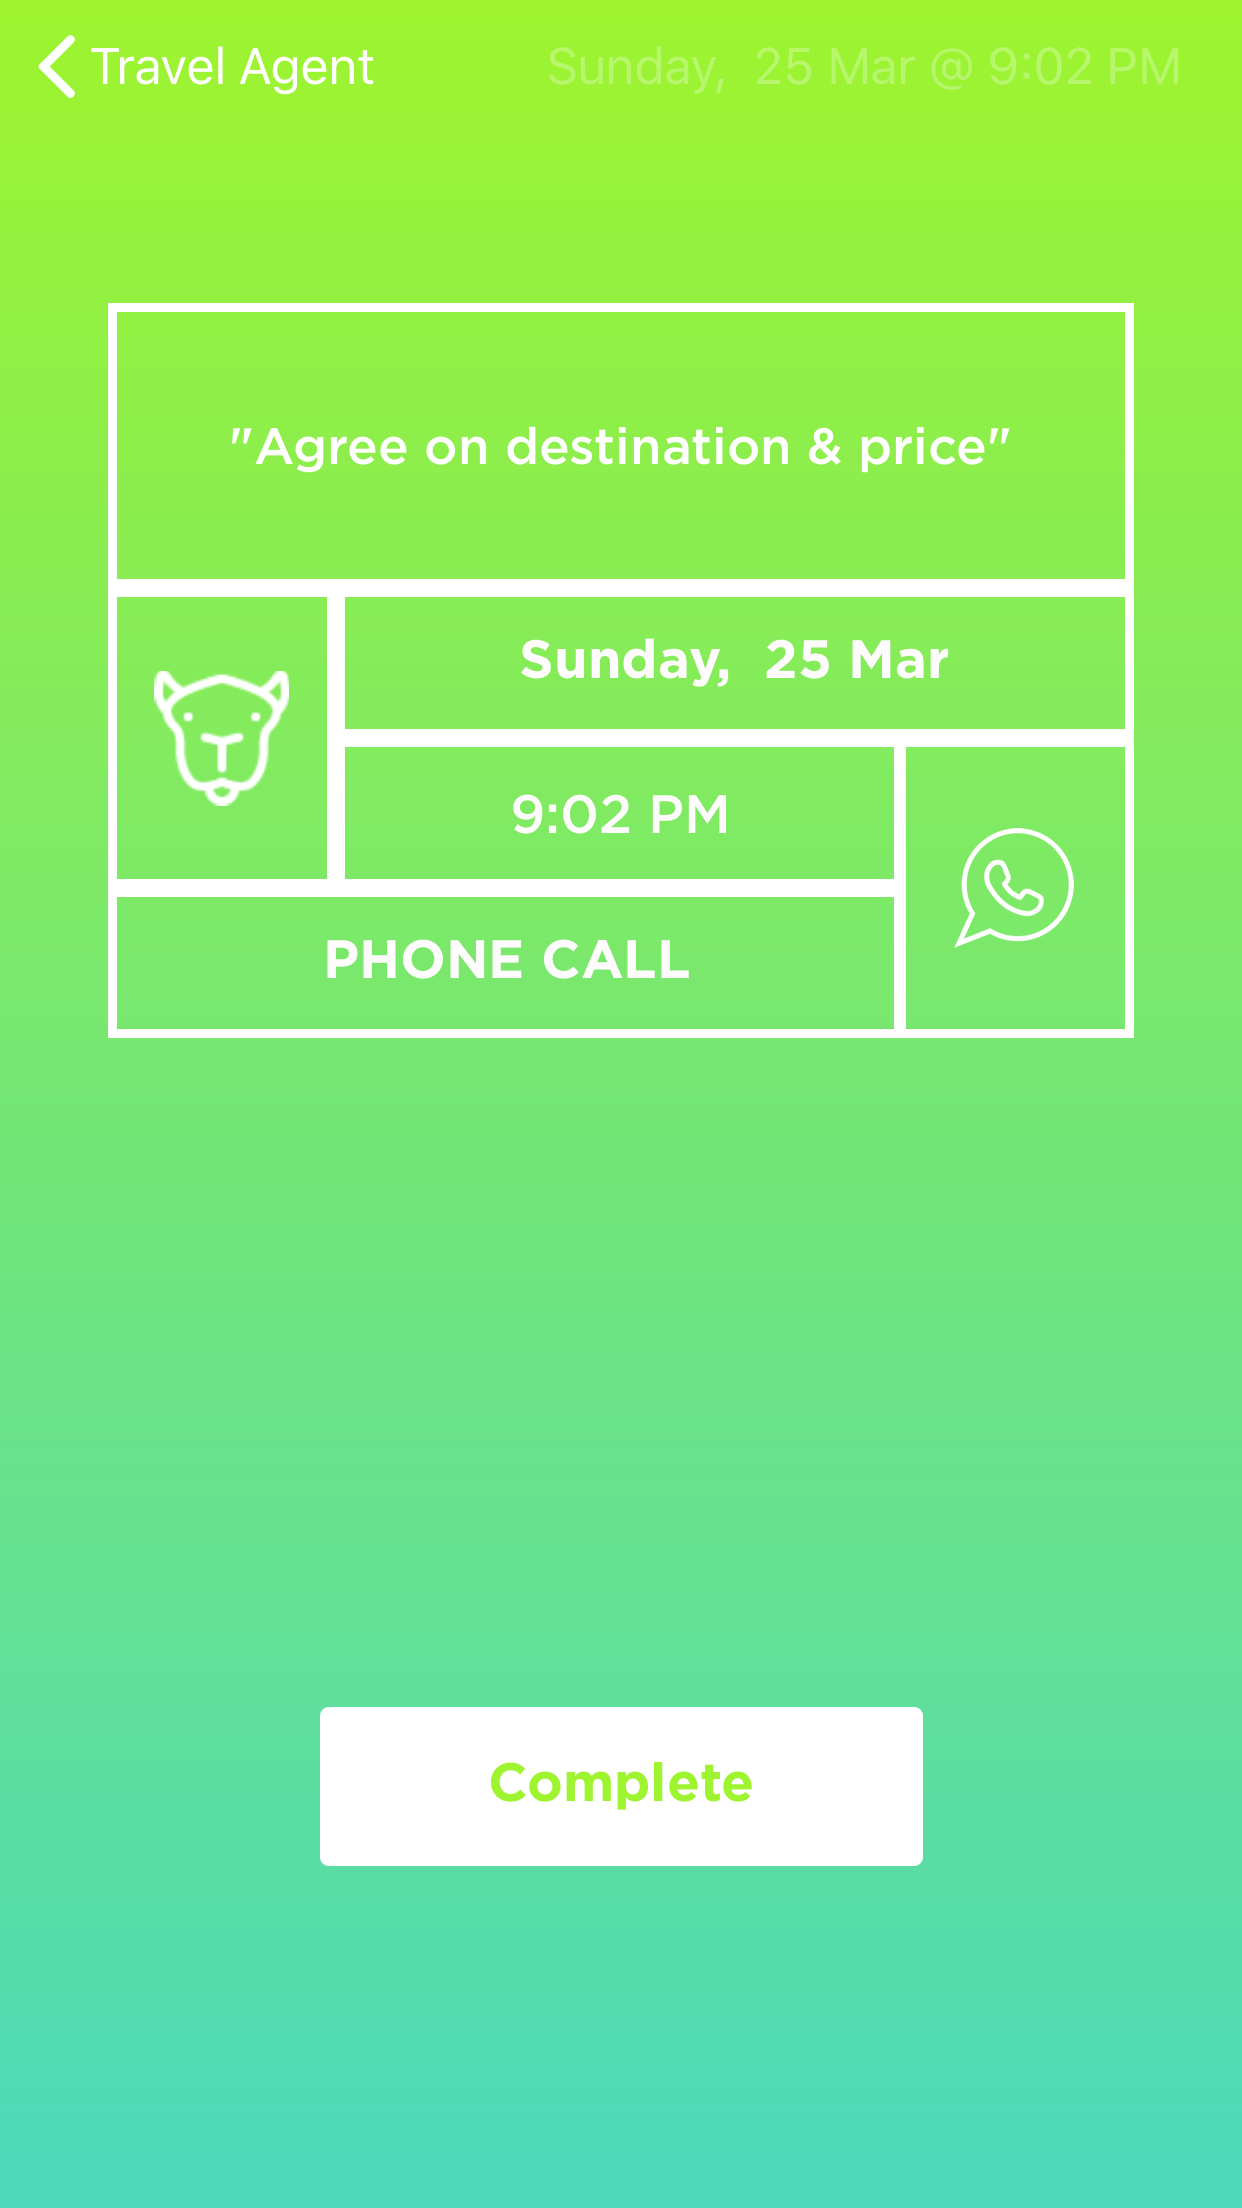 Travel Agent
Sunday,  25 Mar @ 9:02 PM
"Agree on destination & price"
Sunday,  25 Mar
9:02 PM
PHONE CALL
Complete